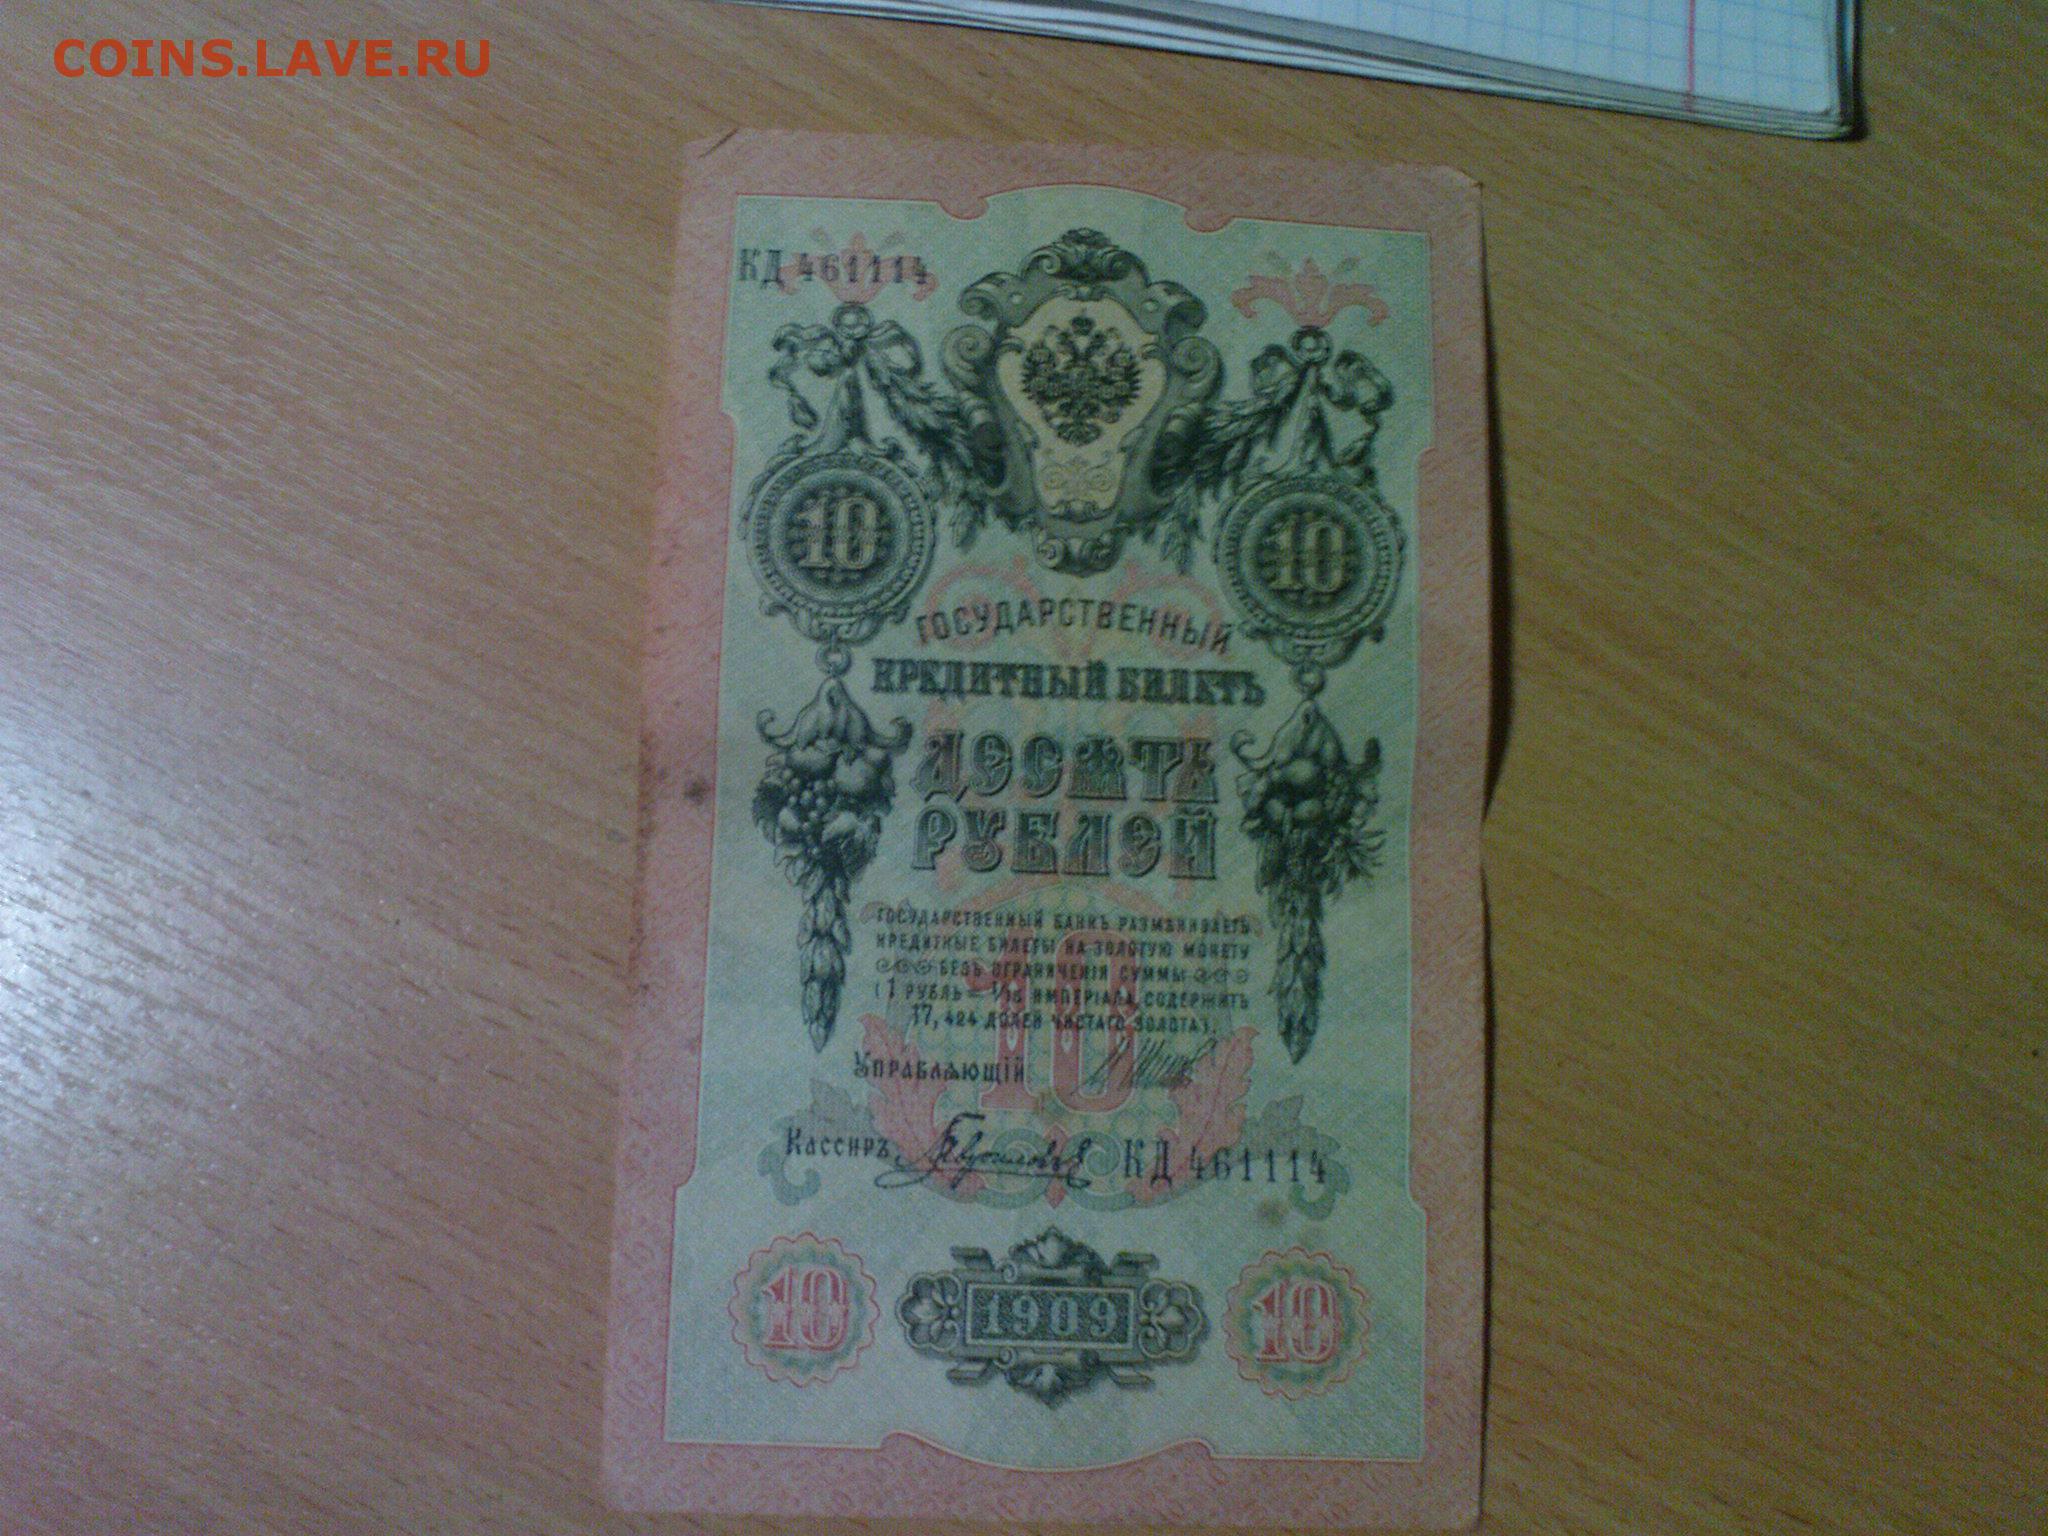 COINS.LAVE.RU
КД 461114
10 10
ГОСУДАРСТВЕННЫЙ
КРЕДИТНЫЙ БИЛЕТЪ
ДЕСЯТЬ
РУБЛЕЙ
ГОСУДАРСТВЕННЫЙ БАНКЪ РАЗМѢНИВАЕТЪ
КРЕДИТНЫЕ БИЛЕТЫ НА ЗОЛОТУЮ МОНЕТУ
БЕЗЪ ОГРАНИЧЕНІЯ СУММЫ
(1 РУБЛЬ = 1/15 ИМПЕРІАЛА, СОДЕРЖИТЪ
17,424 ДОЛЕЙ ЧИСТАГО ЗОЛОТА).
10
УПРАВЛЯЮЩІЙ
КАССИРЪ КД 461114
10 1909 10